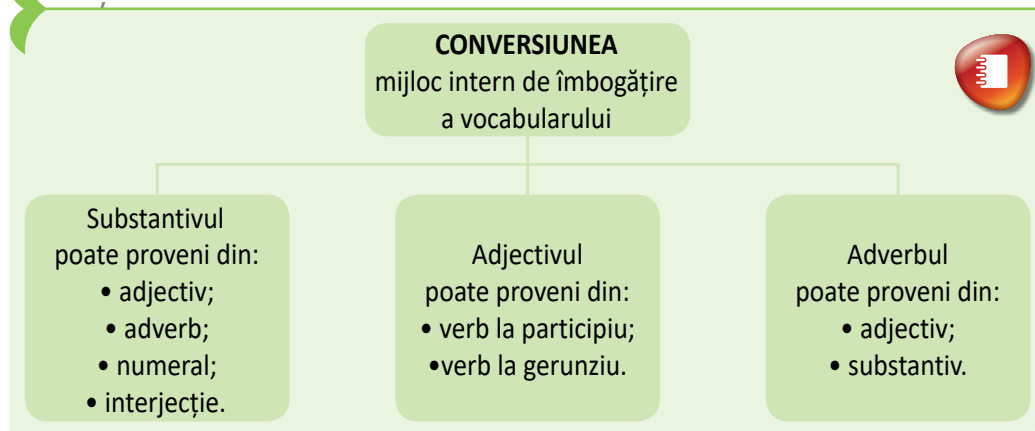 CONVERSIUNEA
mijloc intern de îmbogățire
a vocabularului
Substantivul
poate proveni din:
• adjectiv;
• adverb;
• numeral;
• interjecție.
Adjectivul
poate proveni din:
• verb la participiu;
•verb la gerunziu.
Adverbul
poate proveni din:
• adjectiv;
• substantiv.